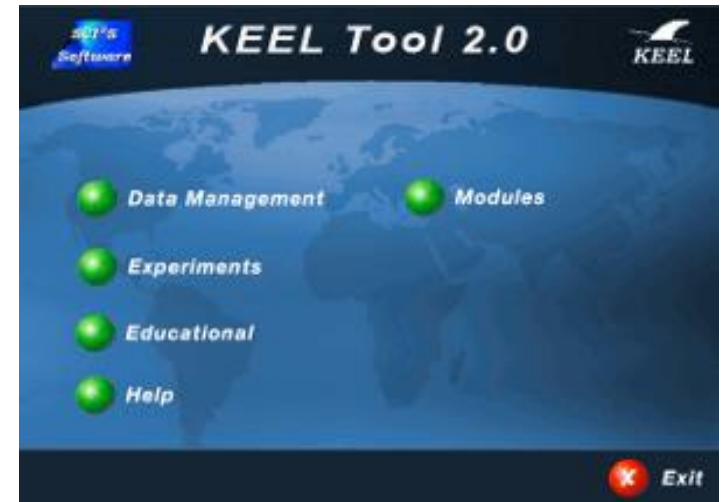 SCI²S
Software
KEEL Tool 2.0
KEEL
Data Management
Modules
Experiments
Educational
Help
Exit